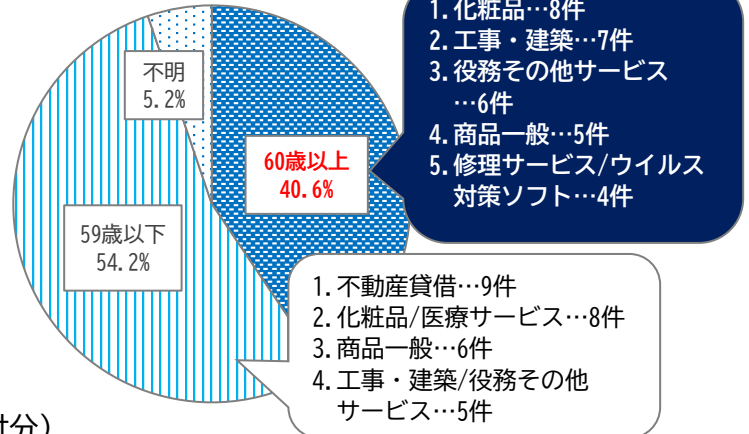 1.化粧品…8件
2.工事・建築…7件
3.役務その他サービス
…6件
4.商品一般…5件
5.修理サービス/ウイルス
対策ソフト…4件
不明
5.2%
60歳以上
40.6%
59歳以下
54.2%
1.不動産貸借…9件
2.化粧品/医療サービス…8件
3.商品一般…6件
4.工事・建築/役務その他
サービス…5件
付分）